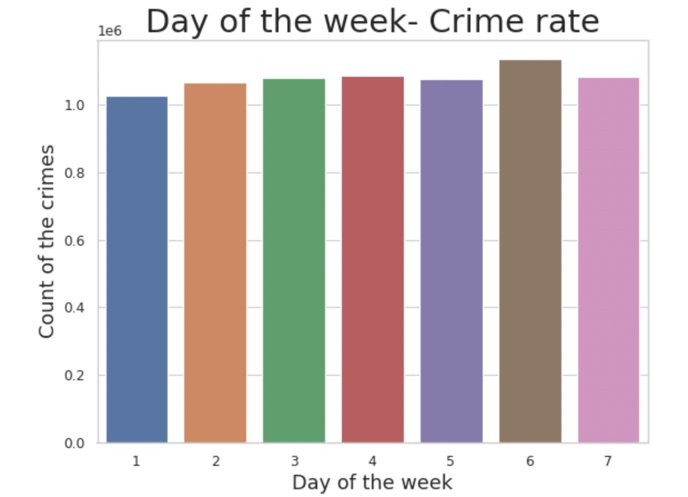 Day of the week- Crime rate
1e6
1.0
0.8
0.6
0.4
0.2
0.0
Count of the crimes
1 2 3 4 5 6 7
Day of the week